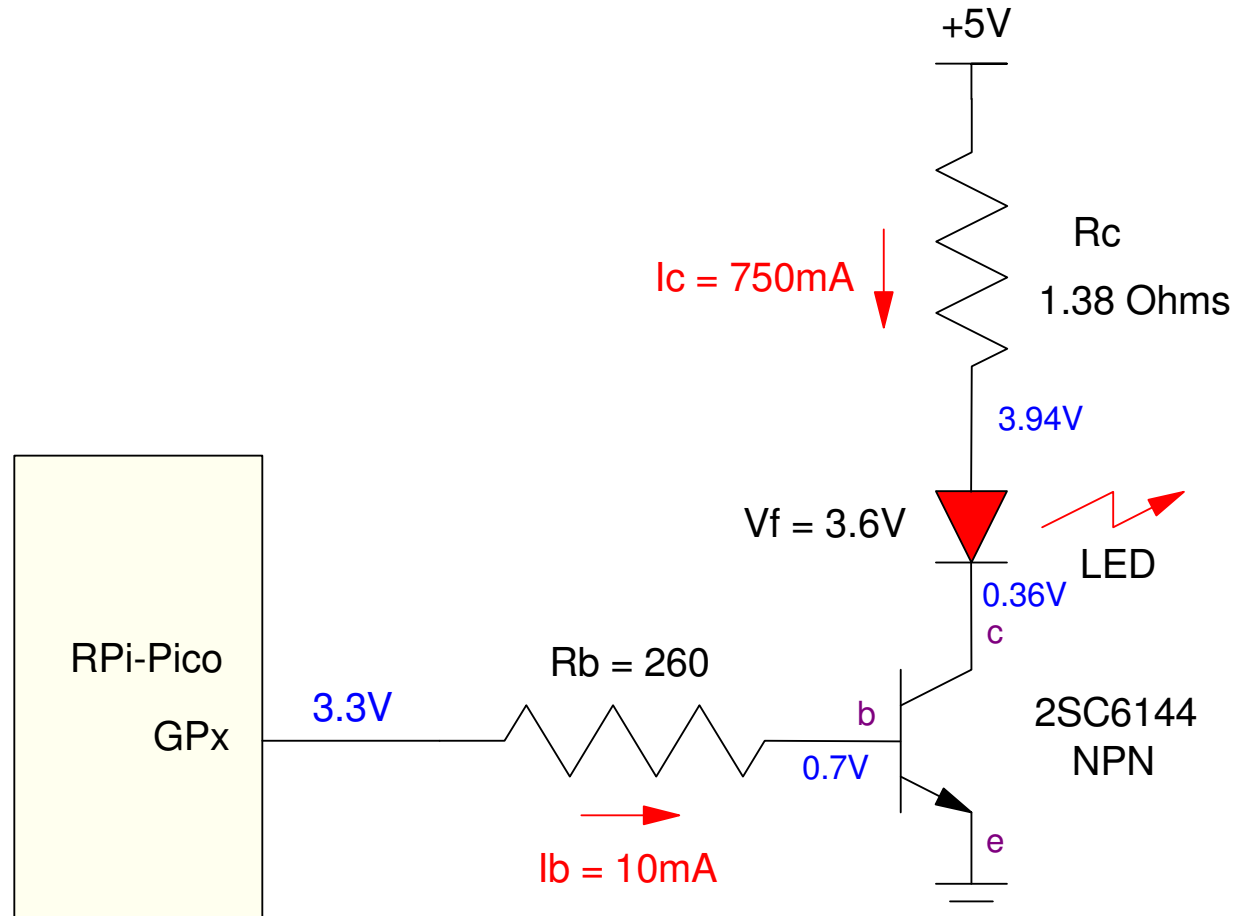 +5V
Rc
1.38 Ohms
Ic = 750mA
3.94V
Vf = 3.6V
LED
0.36V
c
RPi-Pico
GPx
3.3V
Rb = 260
b
0.7V
2SC6144
NPN
Ib = 10mA
e